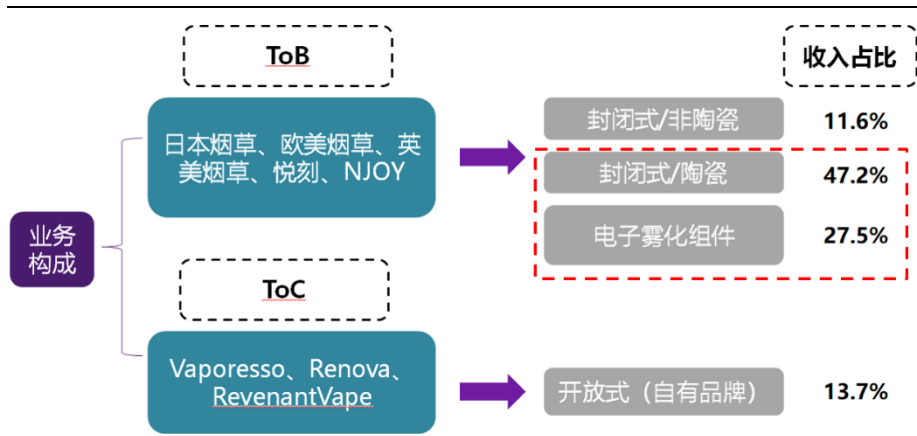 ToB
收入占比
日本烟草、欧美烟草、英
美烟草、悦刻、NJOY
封闭式/非陶瓷
11.6%
封闭式/陶瓷
47.2%
电子雾化组件
27.5%
业务
构成
ToC
Vaporesso、Renova、
RevenantVape
开放式（自有品牌）
13.7%